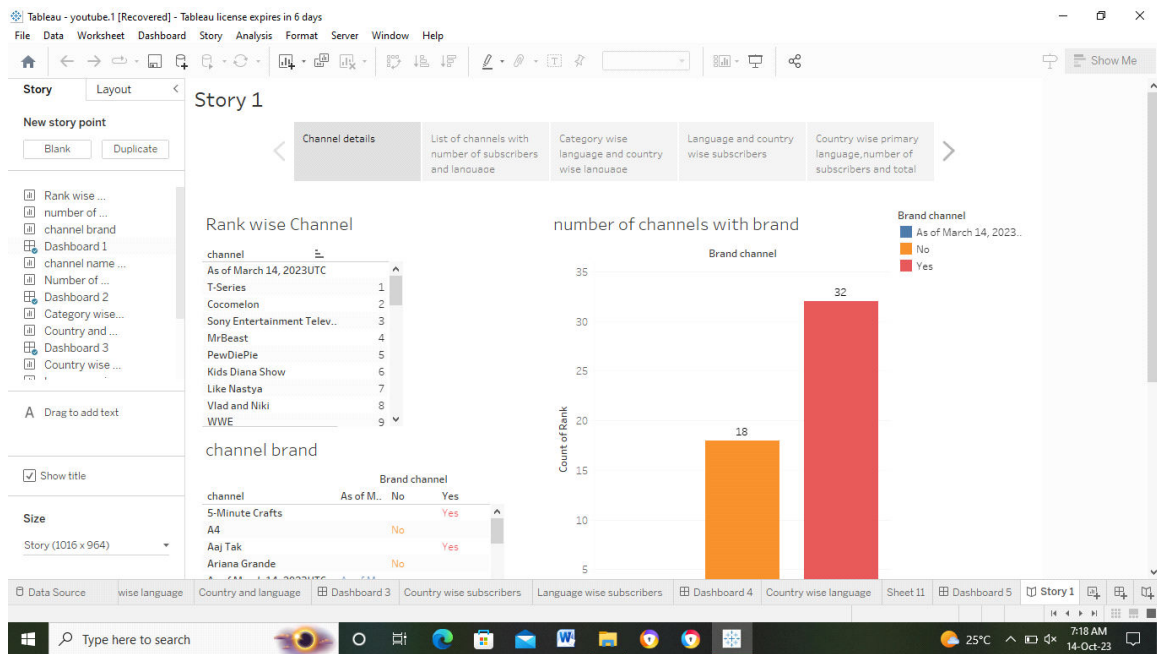 Tableau - youtube.1 [Recovered] - Tableau license expires in 6 days
File Data Worksheet Dashboard Story Analysis Format Server Window Help
Show Me
Story Layout
New story point
Blank Duplicate
Rank wise ...
number of ...
channel brand
Dashboard 1
channel name ...
Number of ...
Dashboard 2
Category wise...
Country and ...
Dashboard 3
Country wise ...
A Drag to add text
Show title
Size
Story (1016 x 964)
Story 1
Channel details
List of channels with
number of subscribers
and language
Category wise
language and country
wise language
Language and country
wise subscribers
Country wise primary
language,number of
subscribers and total
Rank wise Channel
channel
As of March 14, 2023UTC
T-Series 1
Cocomelon 2
Sony Entertainment Telev.. 3
MrBeast 4
PewDiePie 5
Kids Diana Show 6
Like Nastya 7
Vlad and Niki 8
WWE 9
channel brand
Brand channel
channel As of M.. No Yes
5-Minute Crafts Yes
A4 No
Aaj Tak Yes
Ariana Grande No
number of channels with brand
Brand channel
Count of Rank
35
30
25
20
15
10
5
18
32
Brand channel
As of March 14, 2023..
No
Yes
Data Source wise language Country and language Dashboard 3 Country wise subscribers Language wise subscribers Dashboard 4 Country wise language Sheet 11 Dashboard 5 Story 1
Type here to search
W
25°C
7:18 AM
14-Oct-23